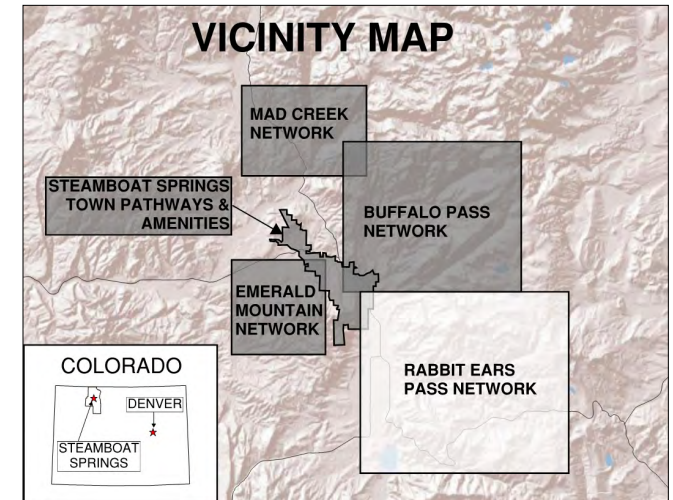 VICINITY MAP
MAD CREEK
NETWORK
STEAMBOAT SPRINGS
TOWN PATHWAYS &
AMENITIES
BUFFALO PASS
NETWORK
EMERALD
MOUNTAIN
NETWORK
RABBIT EARS
PASS NETWORK
COLORADO
DENVER
STEAMBOAT
SPRINGS